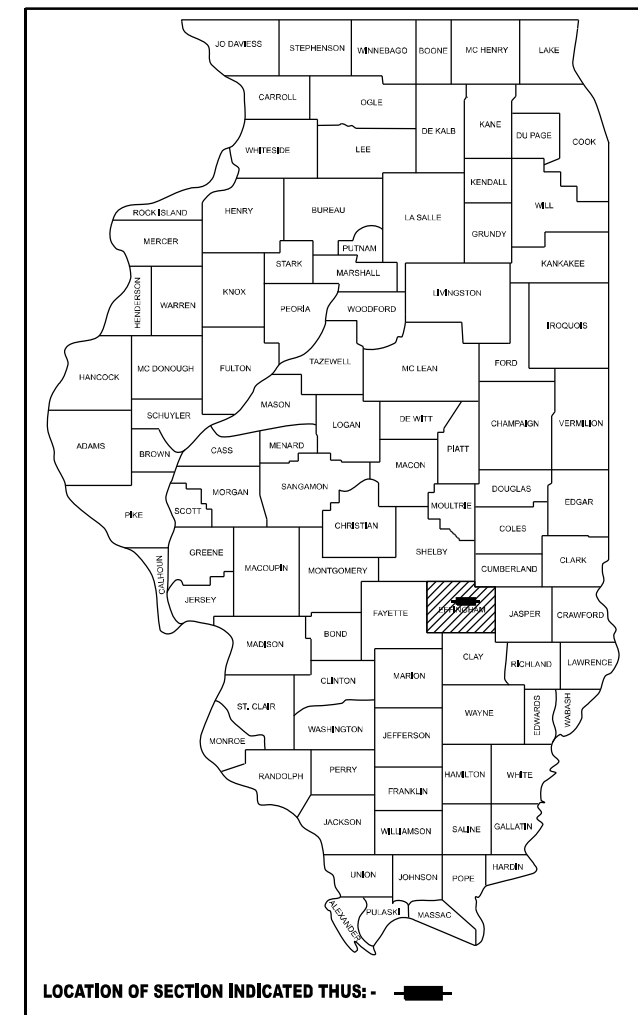 JO DAVIESS STEPHENSON WINNEBAGO BOONE MC HENRY LAKE
CARROLL OGLE DE KALB KANE DU PAGE COOK
WHITESIDE LEE KENDALL WILL
ROCK ISLAND HENRY BUREAU LA SALLE GRUNDY
MERCER PUTNAM KANKAKEE
HENDERSON WARREN KNOX STARK MARSHALL LIVINGSTON IROQUOIS
PEORIA WOODFORD
HANCOCK MC DONOUGH FULTON TAZEWELL MC LEAN FORD
SCHUYLER MASON LOGAN DE WITT CHAMPAIGN VERMILION
ADAMS BROWN CASS MENARD MACON PIATT
PIKE SCOTT MORGAN SANGAMON CHRISTIAN MOULTRIE DOUGLAS EDGAR
COLES
CALHOUN GREENE MACOUPIN MONTGOMERY SHELBY CUMBERLAND CLARK
JERSEY FAYETTE EFFINGHAM JASPER CRAWFORD
MADISON BOND CLAY RICHLAND LAWRENCE
CLINTON MARION
ST. CLAIR WAYNE EDWARDS WABASH
MONROE WASHINGTON JEFFERSON
RANDOLPH PERRY HAMILTON WHITE
FRANKLIN
JACKSON WILLIAMSON SALINE GALLATIN
UNION JOHNSON POPE HARDIN
ALEXANDER PULASKI MASSAC
LOCATION OF SECTION INDICATED THUS: -